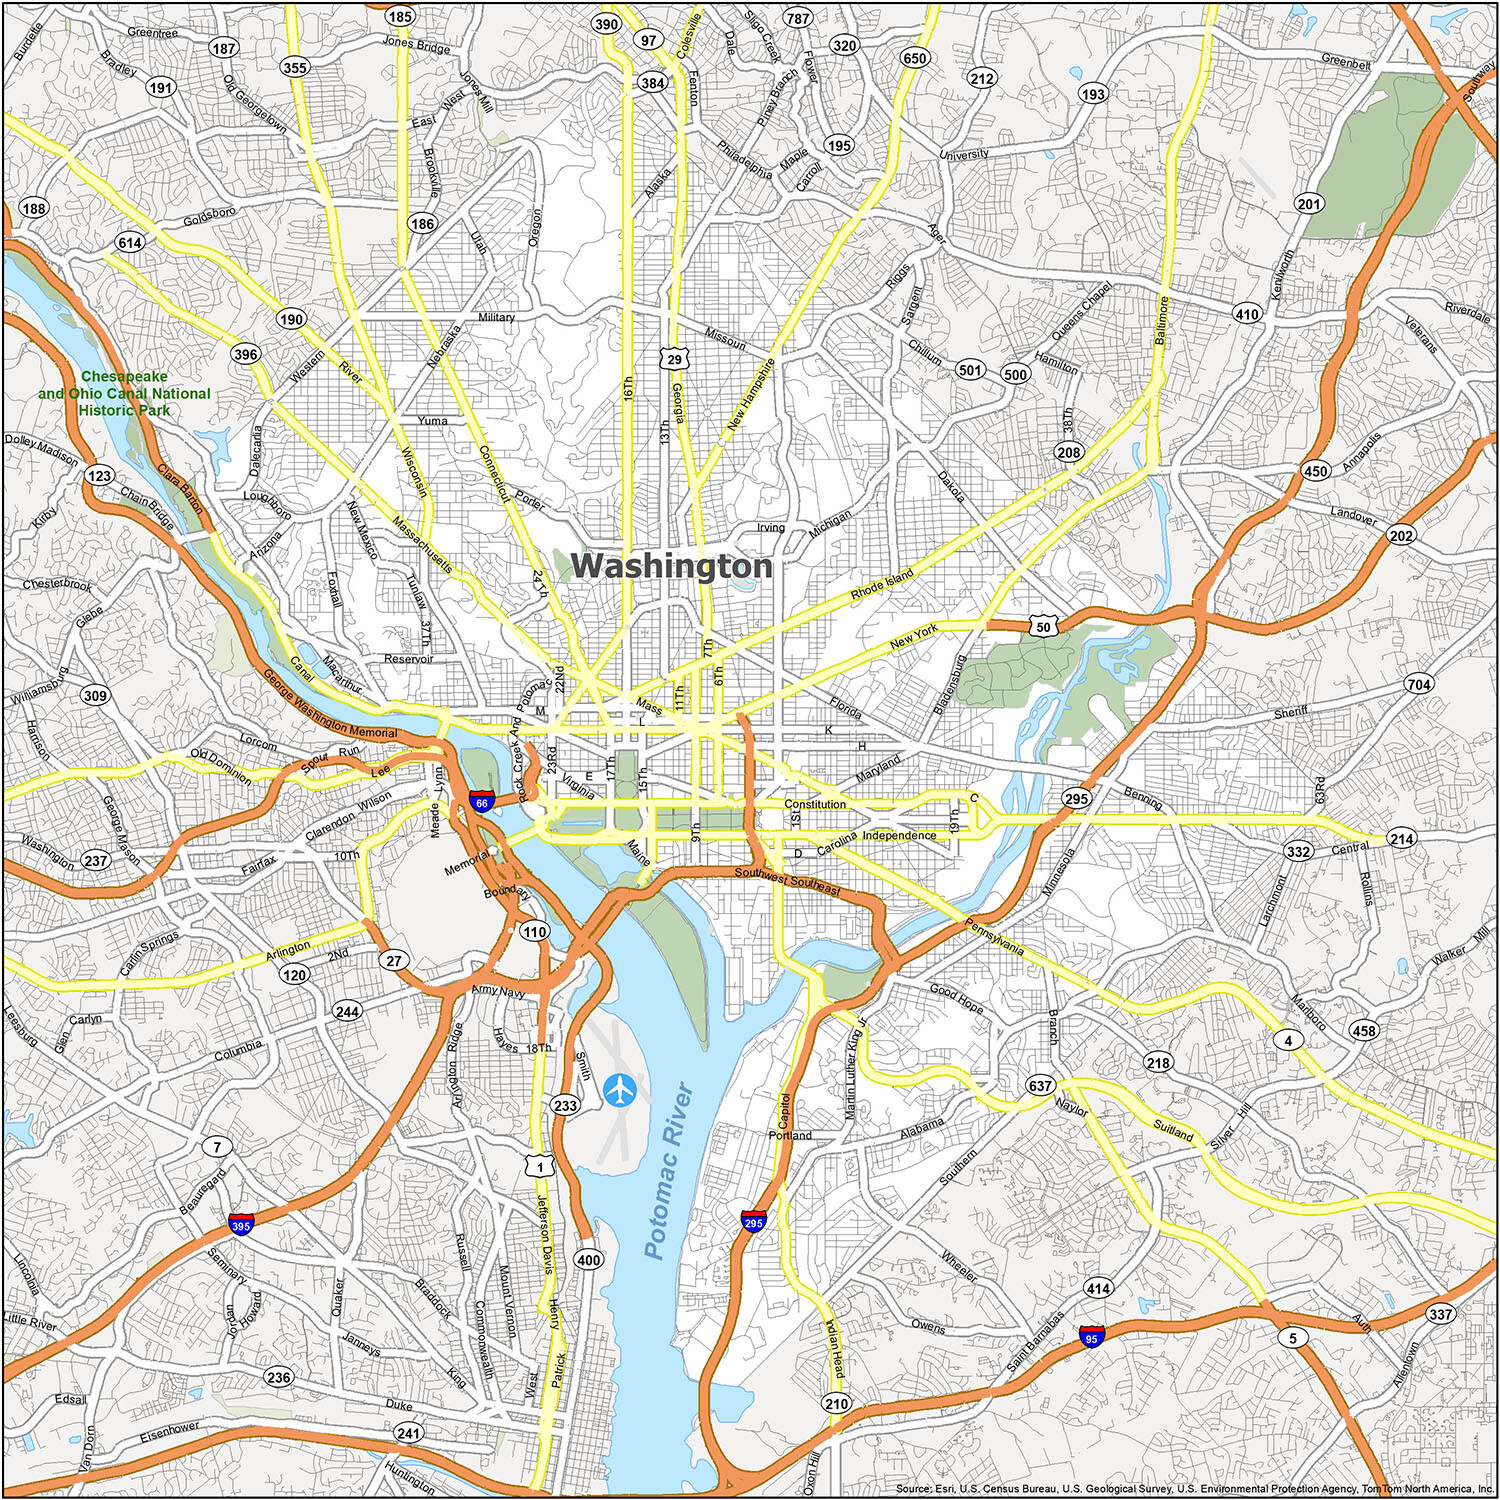 185
390
97
787
320
650
Burdette
Greentree
187
Jones Bridge
Colesville
Dale
Sligo Creek
Flower
355
Bradley
191
Old Georgetown
Jones Mill
384
Fenton
Piney Branch
212
193
Greenbelt
Southway
East
West
Brookville
Philadelphia
Maple
Carroll
195
University
Alaska
188
Goldsboro
186
201
614
Utah
Oregon
Ager
Riggs
Sargent
Kenilworth
190
Military
Missouri
Queens Chapel
410
Baltimore
Riverdale
Veterans
396
Western
River
Nebraska
29
Chillum
501
500
Hamilton
Chesapeake
and Ohio Canal National
Historic Park
16Th
Georgia
New Hampshire
Yuma
13Th
38Th
Dolley Madison
Dalecarlia
Wisconsin
Connecticut
208
Annapolis
450
123
Clara Barton
Chain Bridge
Kirby
Loughboro
Arizona
New Mexico
Massachusetts
Porter
Dakota
Irving
Michigan
Landover
202
Washington
Chesterbrook
Glebe
Foxhall
Tunlaw
37Th
24Th
Rhode Island
50
New York
Reservoir
Canal
Macarthur
7Th
6Th
Williamsburg
309
George Washington Memorial
Potomac
22Nd
Mass
11Th
Florida
Bladensburg
704
Sheriff
M
L
K
H
Harrison
Lorcom
Old Dominion
Spout Run
Lee
Rock Creek And
23Rd
Virginia
E
17Th
15Th
Maryland
66
Constitution
C
295
Benning
63Rd
George Mason
Wilson
Clarendon
Lynn
Meade
1St
19Th
Washington
237
Fairfax
10Th
Memorial
Maine
9Th
Carolina
Independence
D
332
Central
214
Boundary
Southwest Southeast
Minnesota
Larchmont
Rollins
110
Pennsylvania
Carlin Springs
Arlington
2Nd
27
120
Walker Mill
Army Navy
244
Good Hope
Marlboro
458
4
Leesburg
Glen
Carlyn
Columbia
Arlington Ridge
Hayes
18Th
Smith
Martin Luther King Jr
Branch
218
233
637
Naylor
Capitol
Portland
Alabama
Suitland
Silver Hill
Potomac River
7
1
Beauregard
Southern
395
295
Lincolnia
Seminary
Jefferson Davis
400
Russell
Mount Vernon
Wheeler
414
Little River
Jordan
Howard
Quaker
Braddock
Commonwealth
Henry
Indian Head
Owens
Saint Barnabas
95
5
Auth
337
Janneys
King
Patrick
West
236
Edsall
Duke
210
Allentown
241
Eisenhower
Van Dorn
Huntington
Oxon Hill
Source: Esri, U.S. Census Bureau, U.S. Geological Survey, U.S. Environmental Protection Agency, TomTom North America, Inc.